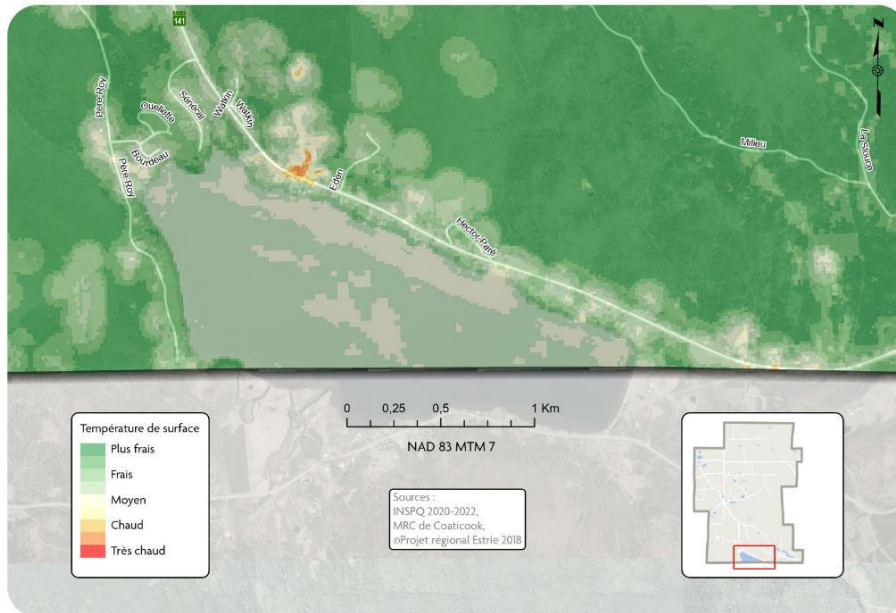 141
Père-Roy
Ouellette
Sénécal
Watkin
Watkin
Bourdeau
Père-Roy
Eden
Hector-Paré
Milieu
La Stouce
0 0,25 0,5 1 Km
NAD 83 MTM 7
Température de surface
Plus frais
Frais
Moyen
Chaud
Très chaud
Sources :
INSPQ 2020-2022,
MRC de Coaticook,
©Projet régional Estrie 2018